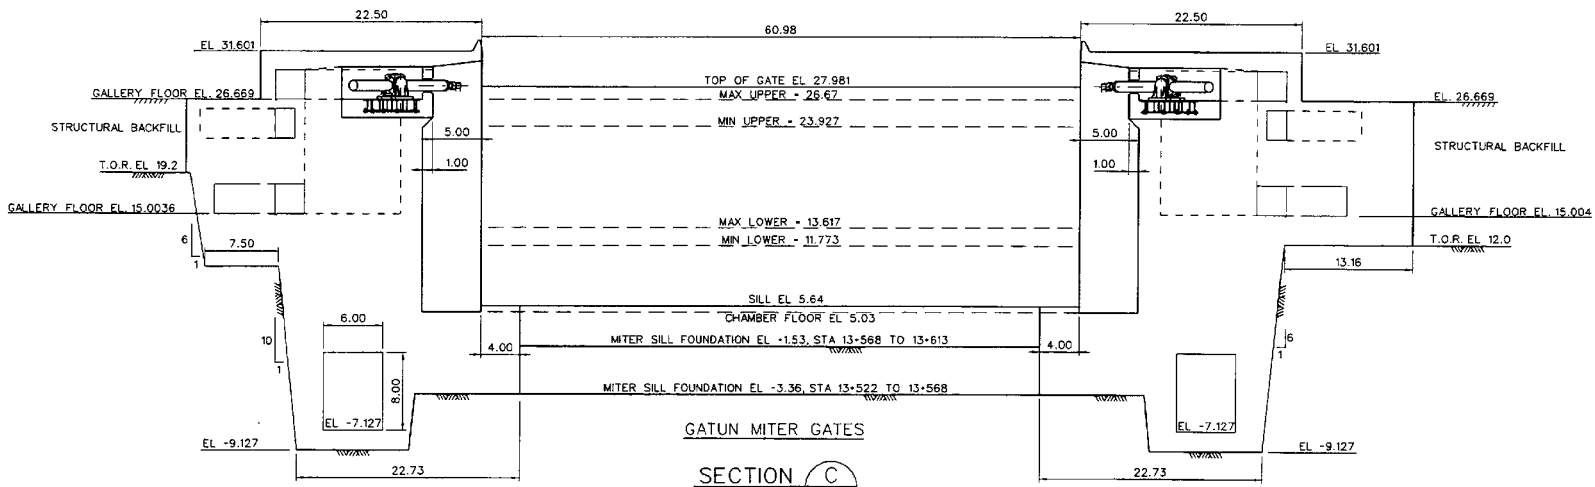 22.50
22.50
60.98
EL 31.601
EL 31.601
TOP OF GATE EL 27.981
GALLERY FLOOR EL. 26.669
MAX UPPER - 26.67
EL. 26.669
STRUCTURAL BACKFILL
MIN UPPER - 23.927
5.00
5.00
STRUCTURAL BACKFILL
T.O.R. EL 19.2
1.00
1.00
GALLERY FLOOR EL. 15.0036
GALLERY FLOOR EL. 15.004
MAX LOWER - 13.617
6
7.50
MIN LOWER - 11.773
T.O.R. EL 12.0
1
13.16
SILL EL 5.64
6.00
CHAMBER FLOOR EL 5.03
10
4.00
MITER SILL FOUNDATION EL +1.53, STA 13+568 TO 13+613
4.00
6
1
1
8.00
MITER SILL FOUNDATION EL -3.36, STA 13+522 TO 13+568
EL -7.127
EL -7.127
GATUN MITER GATES
EL -9.127
EL -9.127
22.73
22.73
SECTION C